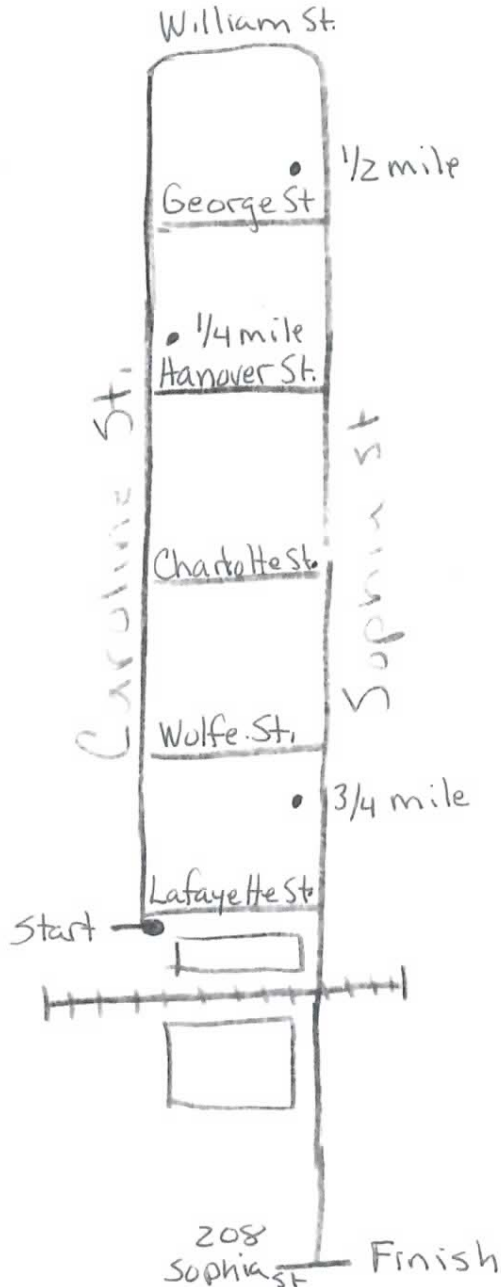 William St.
1/2 mile
George St
1/4 mile
Hanover St.
Caroline St.
Sophia St
Charlotte St.
Wolfe St.
3/4 mile
Lafayette St.
Start
208
Sophia St
Finish